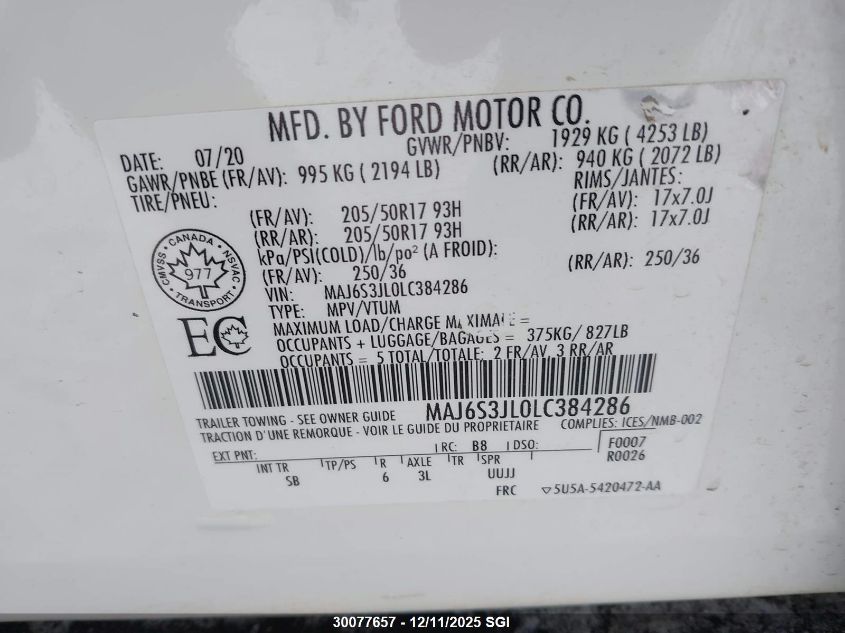 MFD. BY FORD MOTOR CO.
DATE: 07/20 GVWR/PNBV: 1929 KG ( 4253 LB)
GAWR/PNBE (FR/AV): 995 KG ( 2194 LB) (RR/AR): 940 KG ( 2072 LB)
TIRE/PNEU: RIMS/JANTES:
(FR/AV): 205/50R17 93H (FR/AV): 17x7.0J
(RR/AR): 205/50R17 93H (RR/AR): 17x7.0J
kPa/PSI(COLD)/lb/po² (A FROID):
(FR/AV): 250/36 (RR/AR): 250/36
VIN: MAJ6S3JL0LC384286
TYPE: MPV/VTUM
CMVSS · CANADA · NSVAC
977
· TRANSPORT ·
EC
MAXIMUM LOAD/CHARGE MAXIMALE =
OCCUPANTS + LUGGAGE/BAGAGES = 375KG/ 827LB
OCCUPANTS = 5 TOTAL/TOTALE: 2 FR/AV 3 RR/AR
MAJ6S3JL0LC384286
TRAILER TOWING - SEE OWNER GUIDE COMPLIES: ICES/NMB-002
TRACTION D'UNE REMORQUE - VOIR LE GUIDE DU PROPRIETAIRE
EXT PNT: RC: B8 DSO: F0007
R0026
INT TR TP/PS R AXLE TR SPR
SB 6 3L UUJJ
FRC ▽5U5A-5420472-AA
30077657 - 12/11/2025 SGI